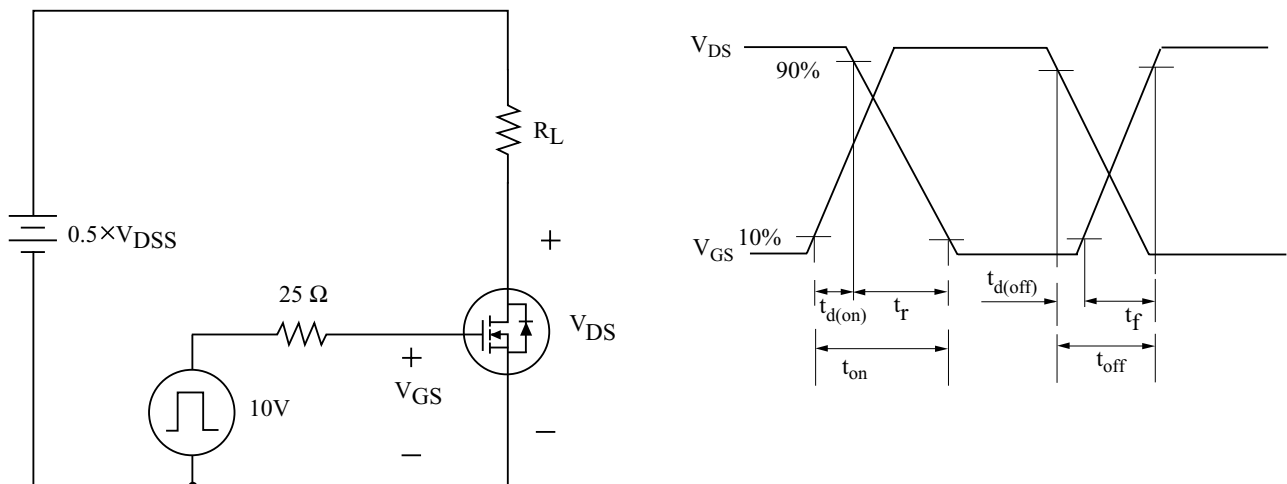 R_L
0.5×V_DSS
+
25 Ω
V_DS
+
V_GS
10V
−
−
V_DS
90%
10%
V_GS
t_d(on)
t_r
t_d(off)
t_f
t_on
t_off